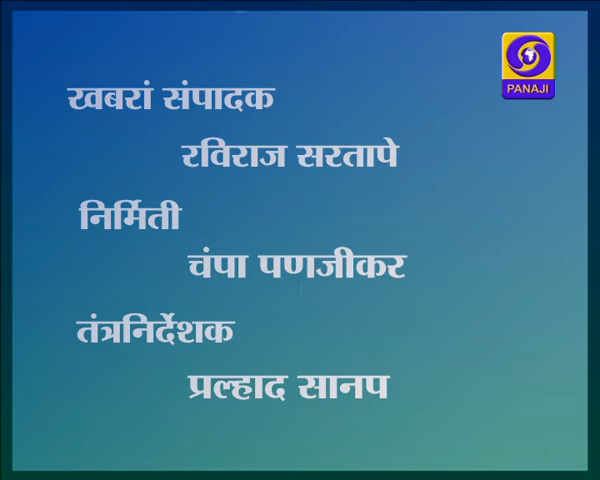 PANAJI
खबरां संपादक
रविराज सरतापे
निर्मिती
चंपा पणजीकर
तंत्रनिर्देशक
प्रल्हाद सानप